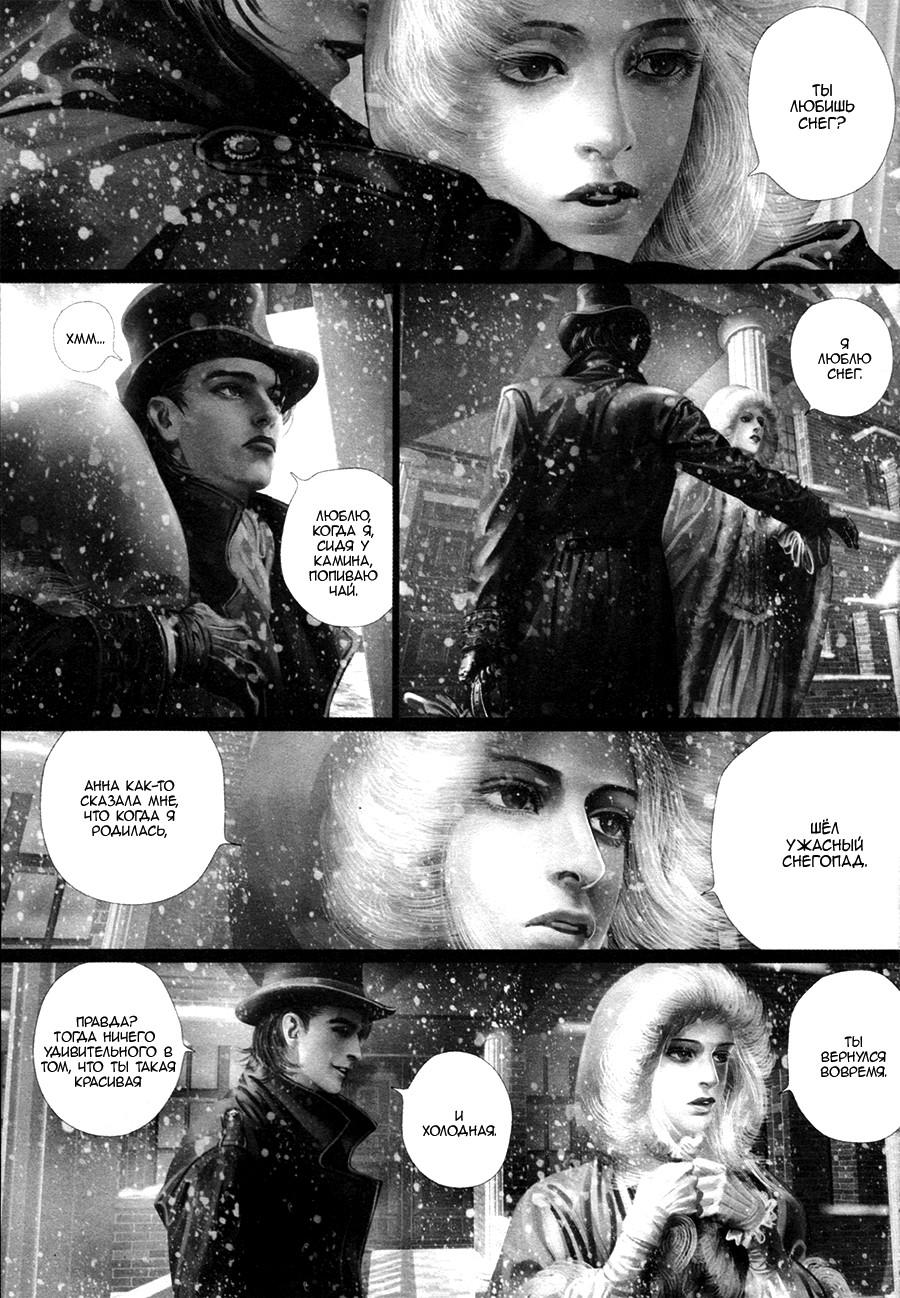 ТЫ
ЛЮБИШЬ
СНЕГ?
ХММ...
ЛЮБЛЮ,
КОГДА Я,
СИДЯ У
КАМИНА,
ПОПИВАЮ
ЧАЙ.
Я
ЛЮБЛЮ
СНЕГ.
АННА КАК-ТО
СКАЗАЛА МНЕ,
ЧТО КОГДА Я
РОДИЛАСЬ,
ШЁЛ
УЖАСНЫЙ
СНЕГОПАД.
ПРАВДА?
ТОГДА НИЧЕГО
УДИВИТЕЛЬНОГО В
ТОМ, ЧТО ТЫ ТАКАЯ
КРАСИВАЯ
И
ХОЛОДНАЯ.
ТЫ
ВЕРНУЛСЯ
ВОВРЕМЯ.